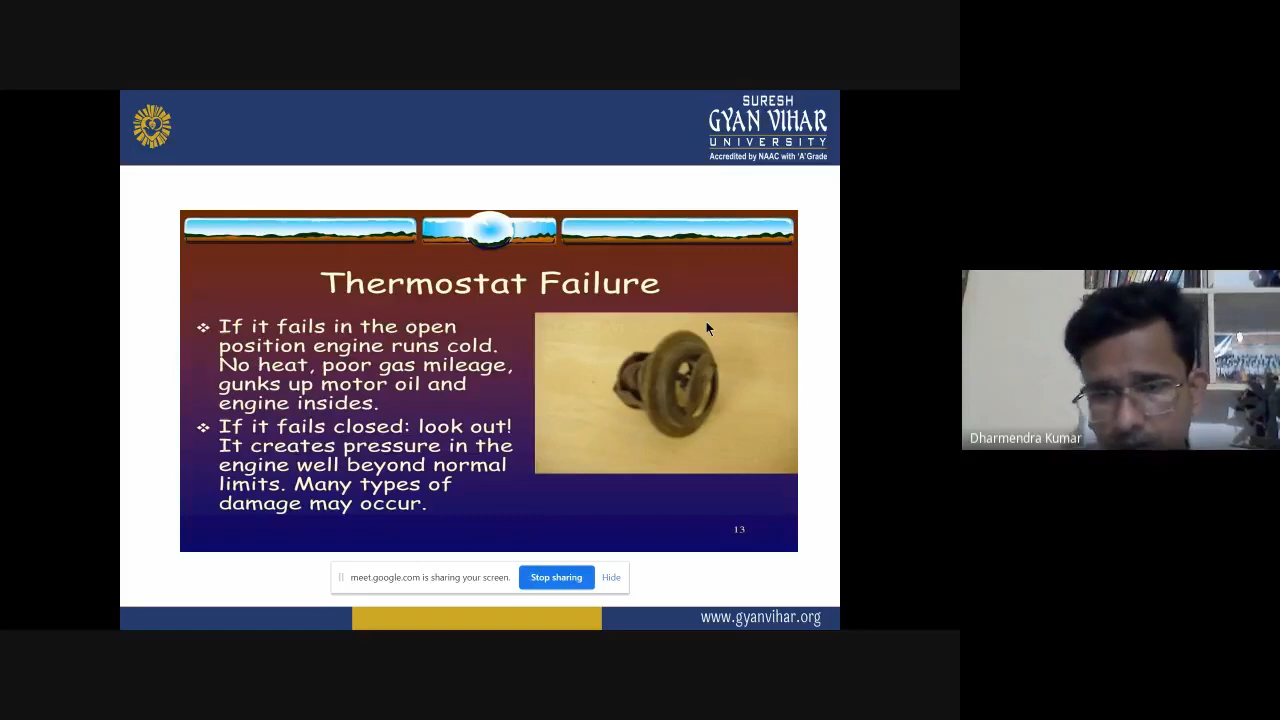 SURESH
GYAN VIHAR
UNIVERSITY
Accredited by NAAC with 'A' Grade
Thermostat Failure
❖ If it fails in the open
position engine runs cold.
No heat, poor gas mileage,
gunks up motor oil and
engine insides.
❖ If it fails closed: look out!
It creates pressure in the
engine well beyond normal
limits. Many types of
damage may occur.
13
meet.google.com is sharing your screen.
Stop sharing
Hide
www.gyanvihar.org
Dharmendra Kumar